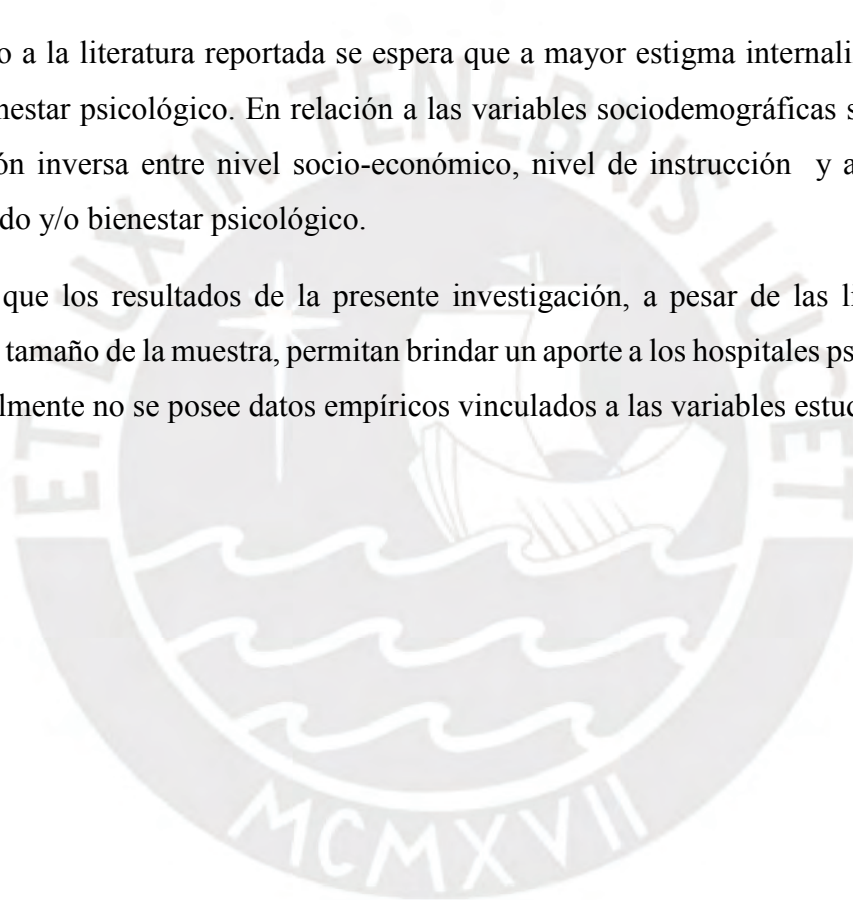 o a la literatura reportada se espera que a mayor estigma internali
nestar psicológico. En relación a las variables sociodemográficas s
ón inversa entre nivel socio-económico, nivel de instrucción y a
do y/o bienestar psicológico.
que los resultados de la presente investigación, a pesar de las l
tamaño de la muestra, permitan brindar un aporte a los hospitales ps
lmente no se posee datos empíricos vinculados a las variables estud
ET LUX IN TENEBRIS LUCET
MCMXVII